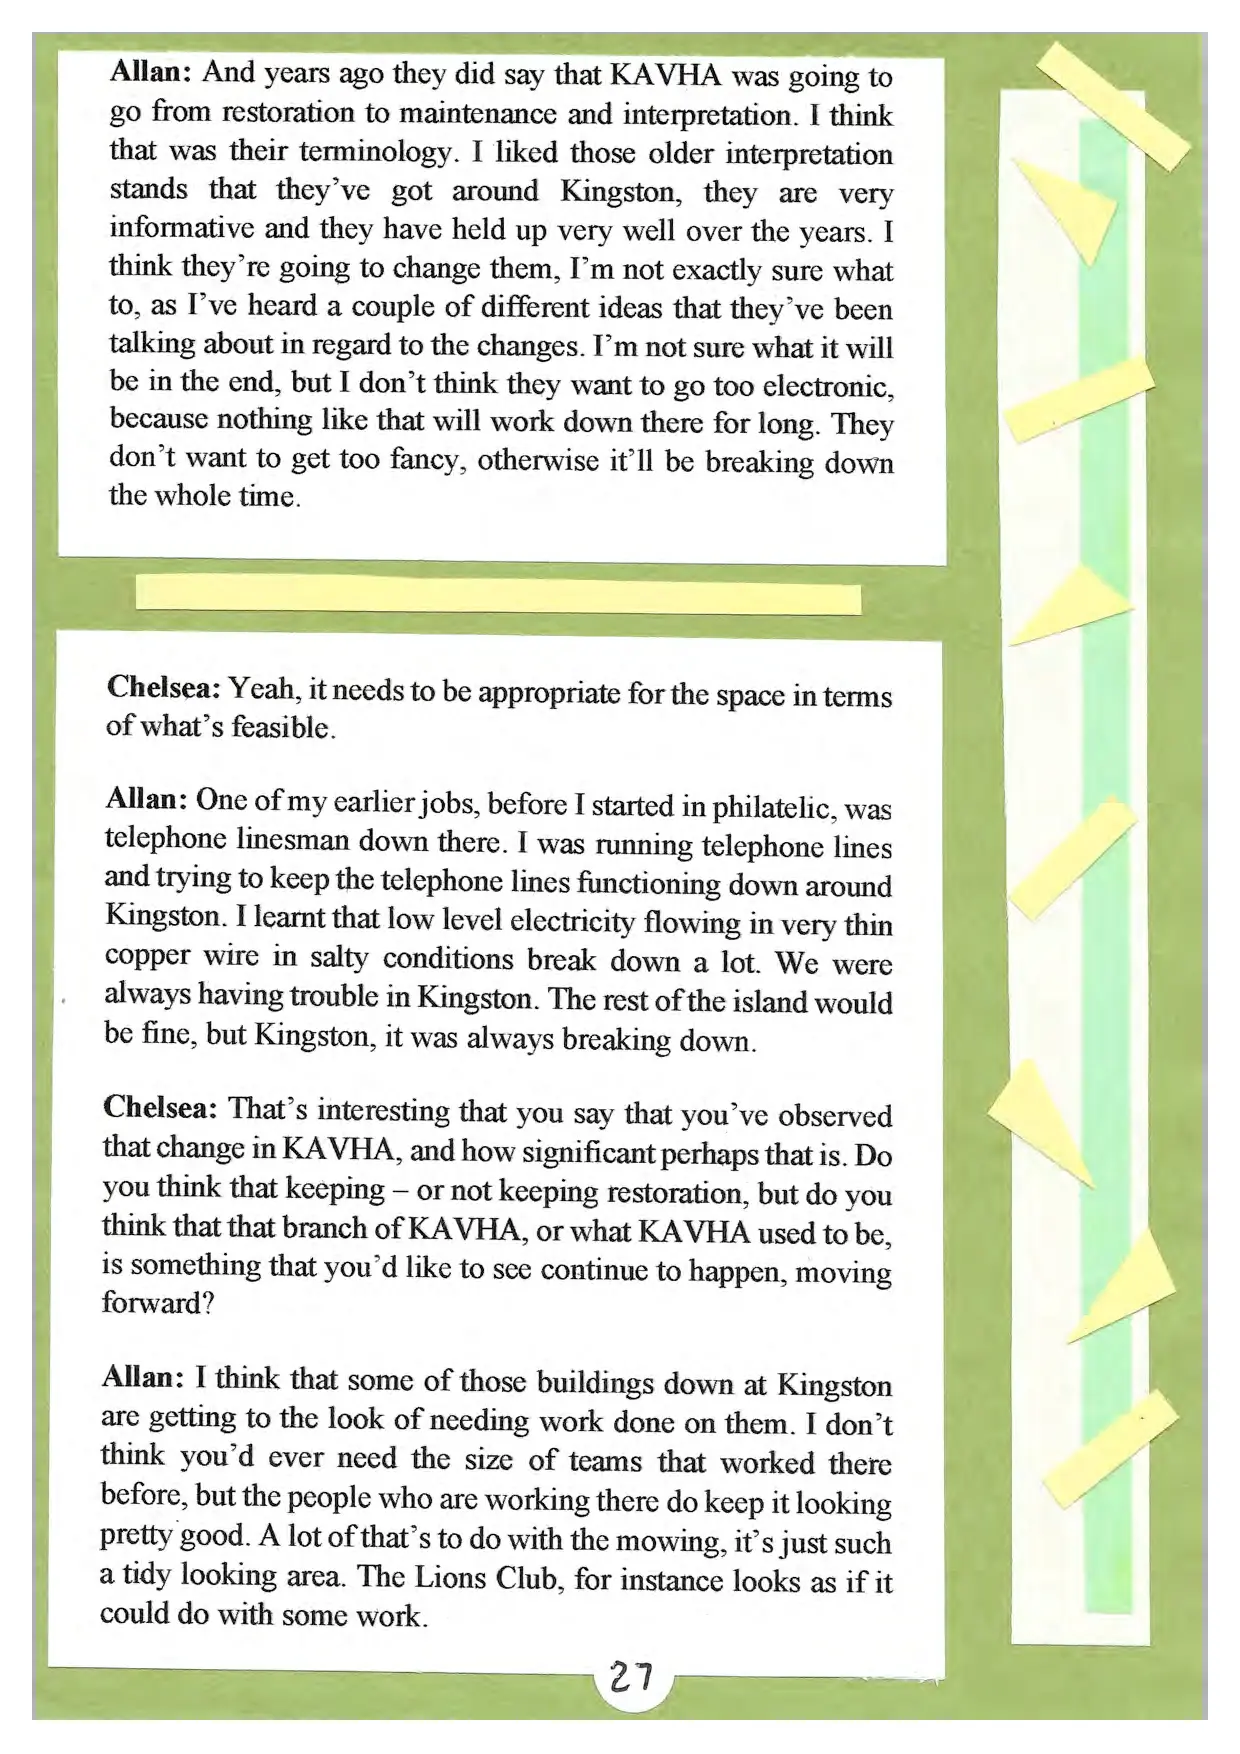 Allan: And years ago they did say that KAVHA was going to
go from restoration to maintenance and interpretation. I think
that was their terminology. I liked those older interpretation
stands that they’ve got around Kingston, they are very
informative and they have held up very well over the years. I
think they’re going to change them, I’m not exactly sure what
to, as I’ve heard a couple of different ideas that they’ve been
talking about in regard to the changes. I’m not sure what it will
be in the end, but I don’t think they want to go too electronic,
because nothing like that will work down there for long. They
don’t want to get too fancy, otherwise it’ll be breaking down
the whole time.
Chelsea: Yeah, it needs to be appropriate for the space in terms
of what’s feasible.
Allan: One of my earlier jobs, before I started in philatelic, was
telephone linesman down there. I was running telephone lines
and trying to keep the telephone lines functioning down around
Kingston. I learnt that low level electricity flowing in very thin
copper wire in salty conditions break down a lot. We were
always having trouble in Kingston. The rest of the island would
be fine, but Kingston, it was always breaking down.
Chelsea: That’s interesting that you say that you’ve observed
that change in KAVHA, and how significant perhaps that is. Do
you think that keeping – or not keeping restoration, but do you
think that that branch of KAVHA, or what KAVHA used to be,
is something that you’d like to see continue to happen, moving
forward?
Allan: I think that some of those buildings down at Kingston
are getting to the look of needing work done on them. I don’t
think you’d ever need the size of teams that worked there
before, but the people who are working there do keep it looking
pretty good. A lot of that’s to do with the mowing, it’s just such
a tidy looking area. The Lions Club, for instance looks as if it
could do with some work.
27